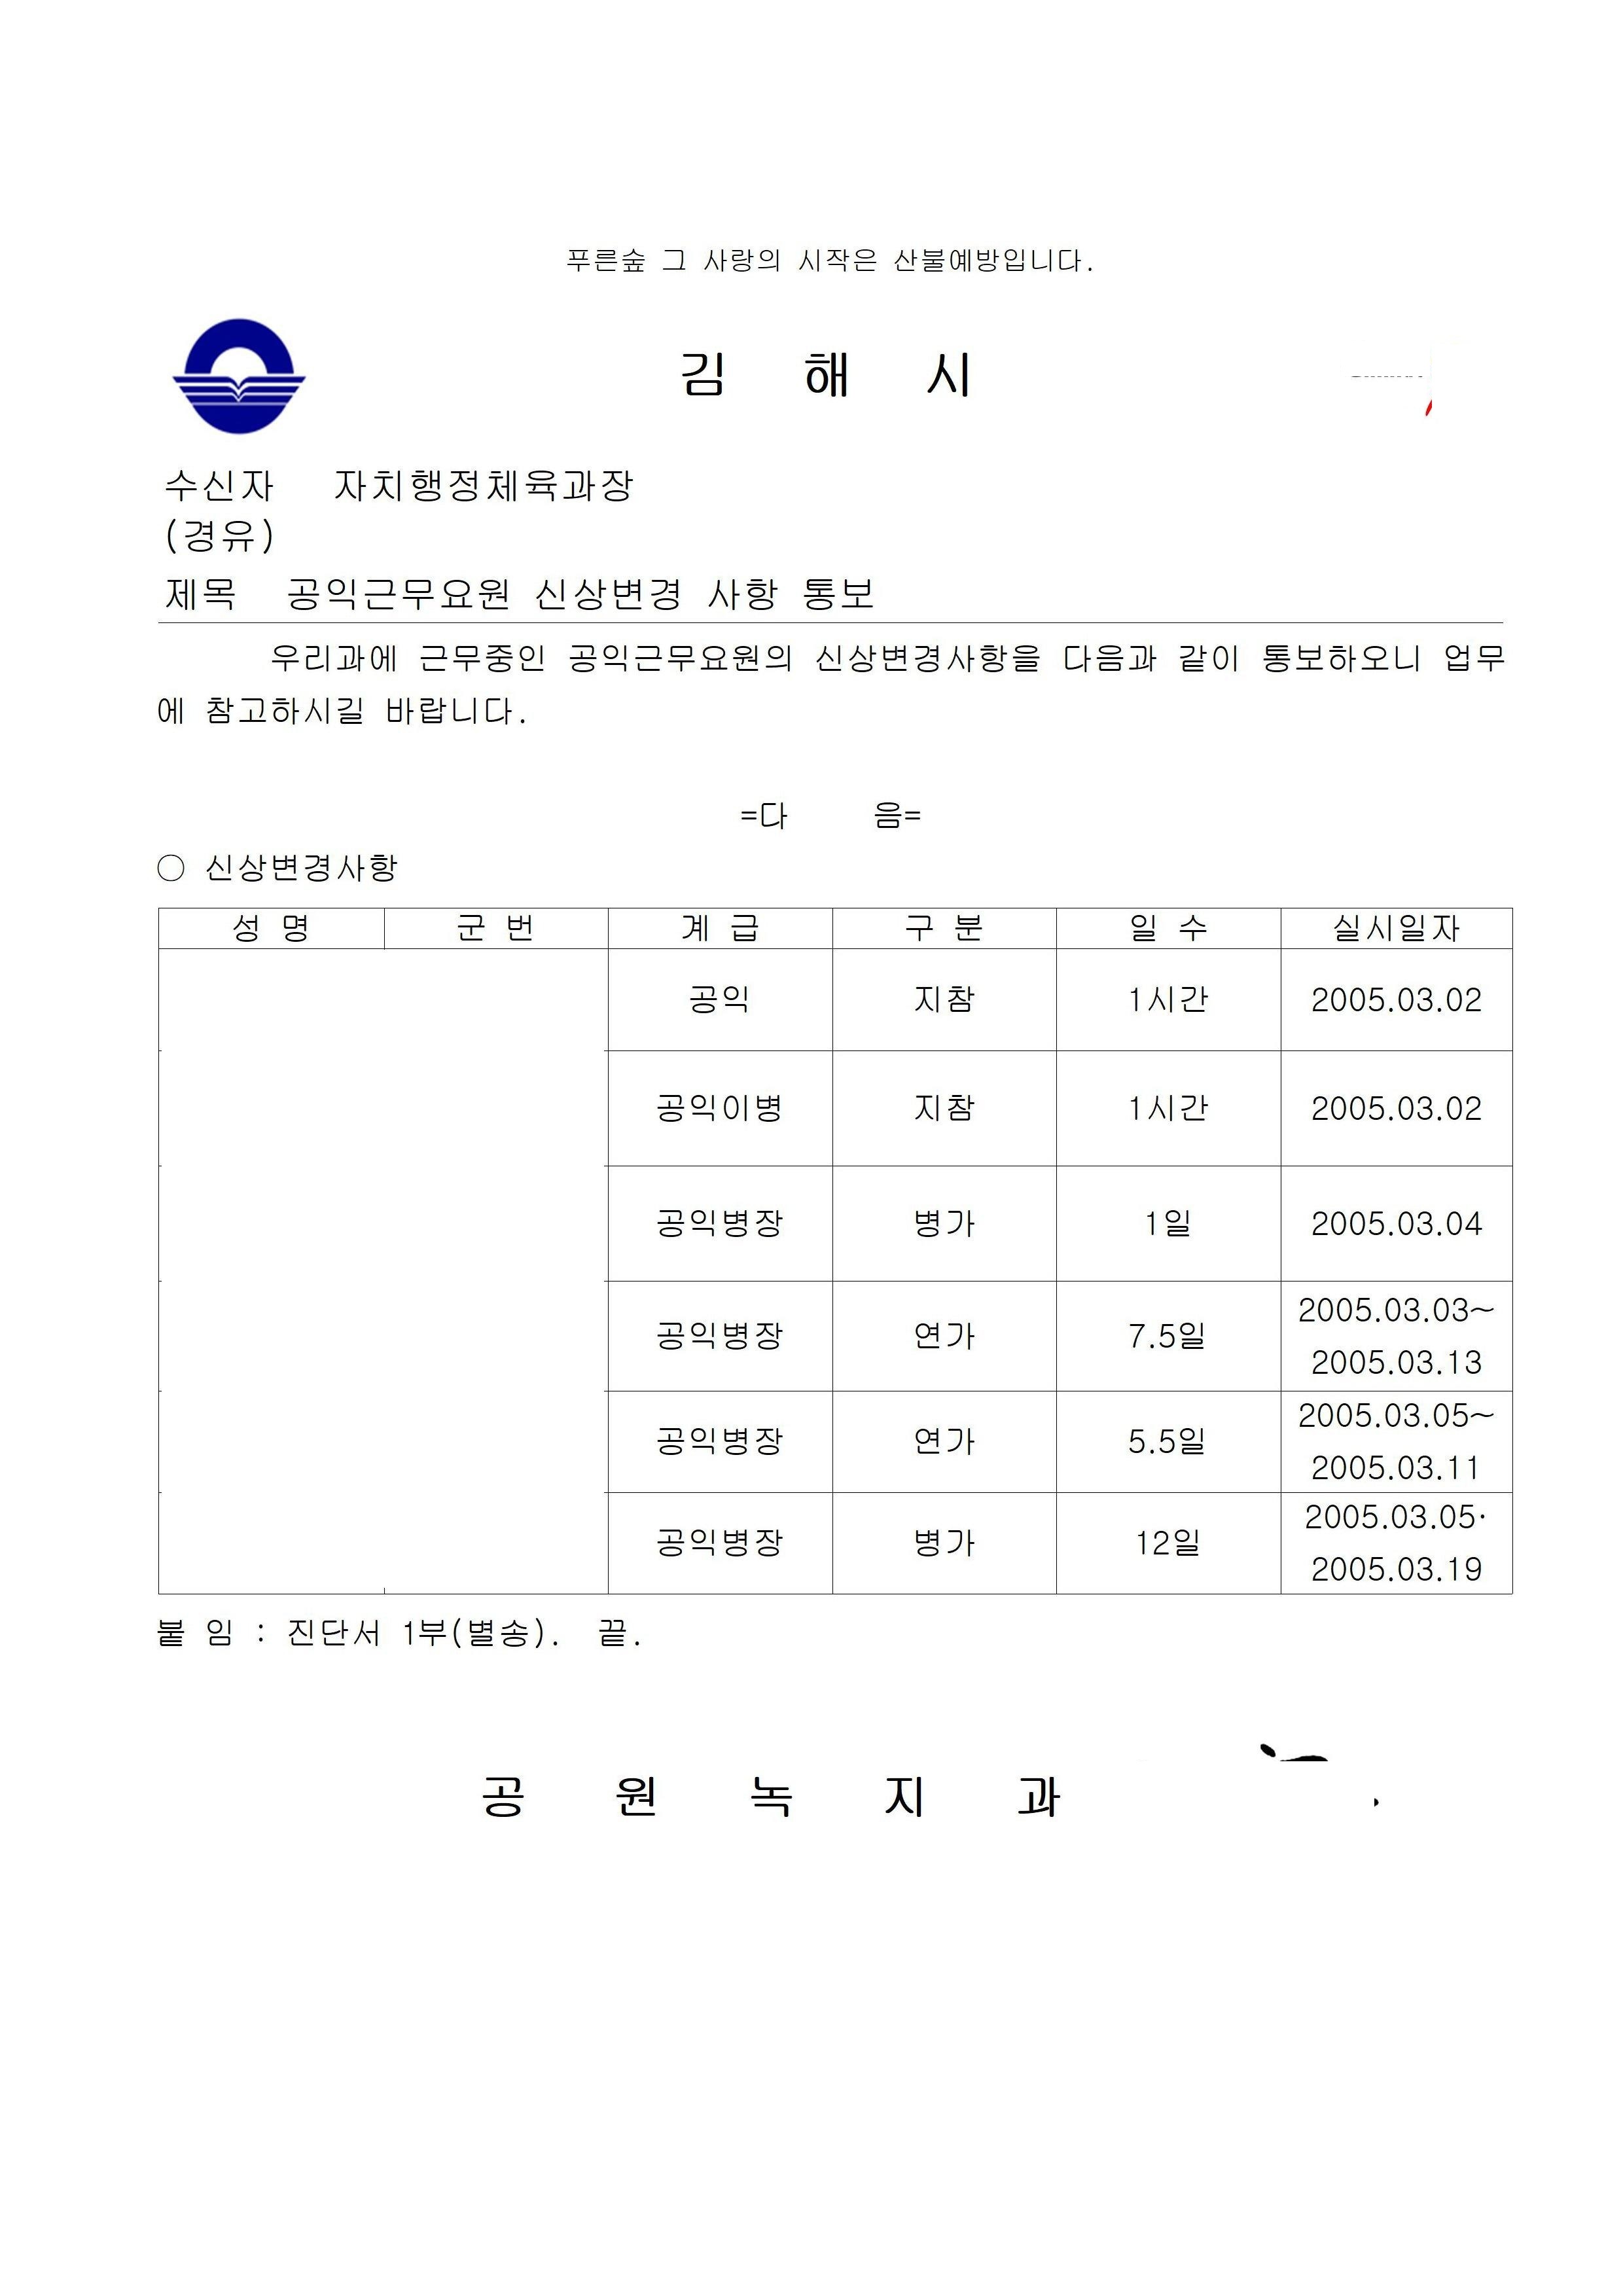 푸른숲 그 사랑의 시작은 산불예방입니다.
김 해 시
수신자 자치행정체육과장
(경유)
제목 공익근무요원 신상변경 사항 통보
우리과에 근무중인 공익근무요원의 신상변경사항을 다음과 같이 통보하오니 업무
에 참고하시길 바랍니다.
=다 음=
○ 신상변경사항
성 명 군 번 계 급 구 분 일 수 실시일자
공익 지참 1시간 2005.03.02
공익이병 지참 1시간 2005.03.02
공익병장 병가 1일 2005.03.04
공익병장 연가 7.5일 2005.03.03~
2005.03.13
공익병장 연가 5.5일 2005.03.05~
2005.03.11
공익병장 병가 12일 2005.03.05·
2005.03.19
붙 임 : 진단서 1부(별송). 끝.
공 원 녹 지 과